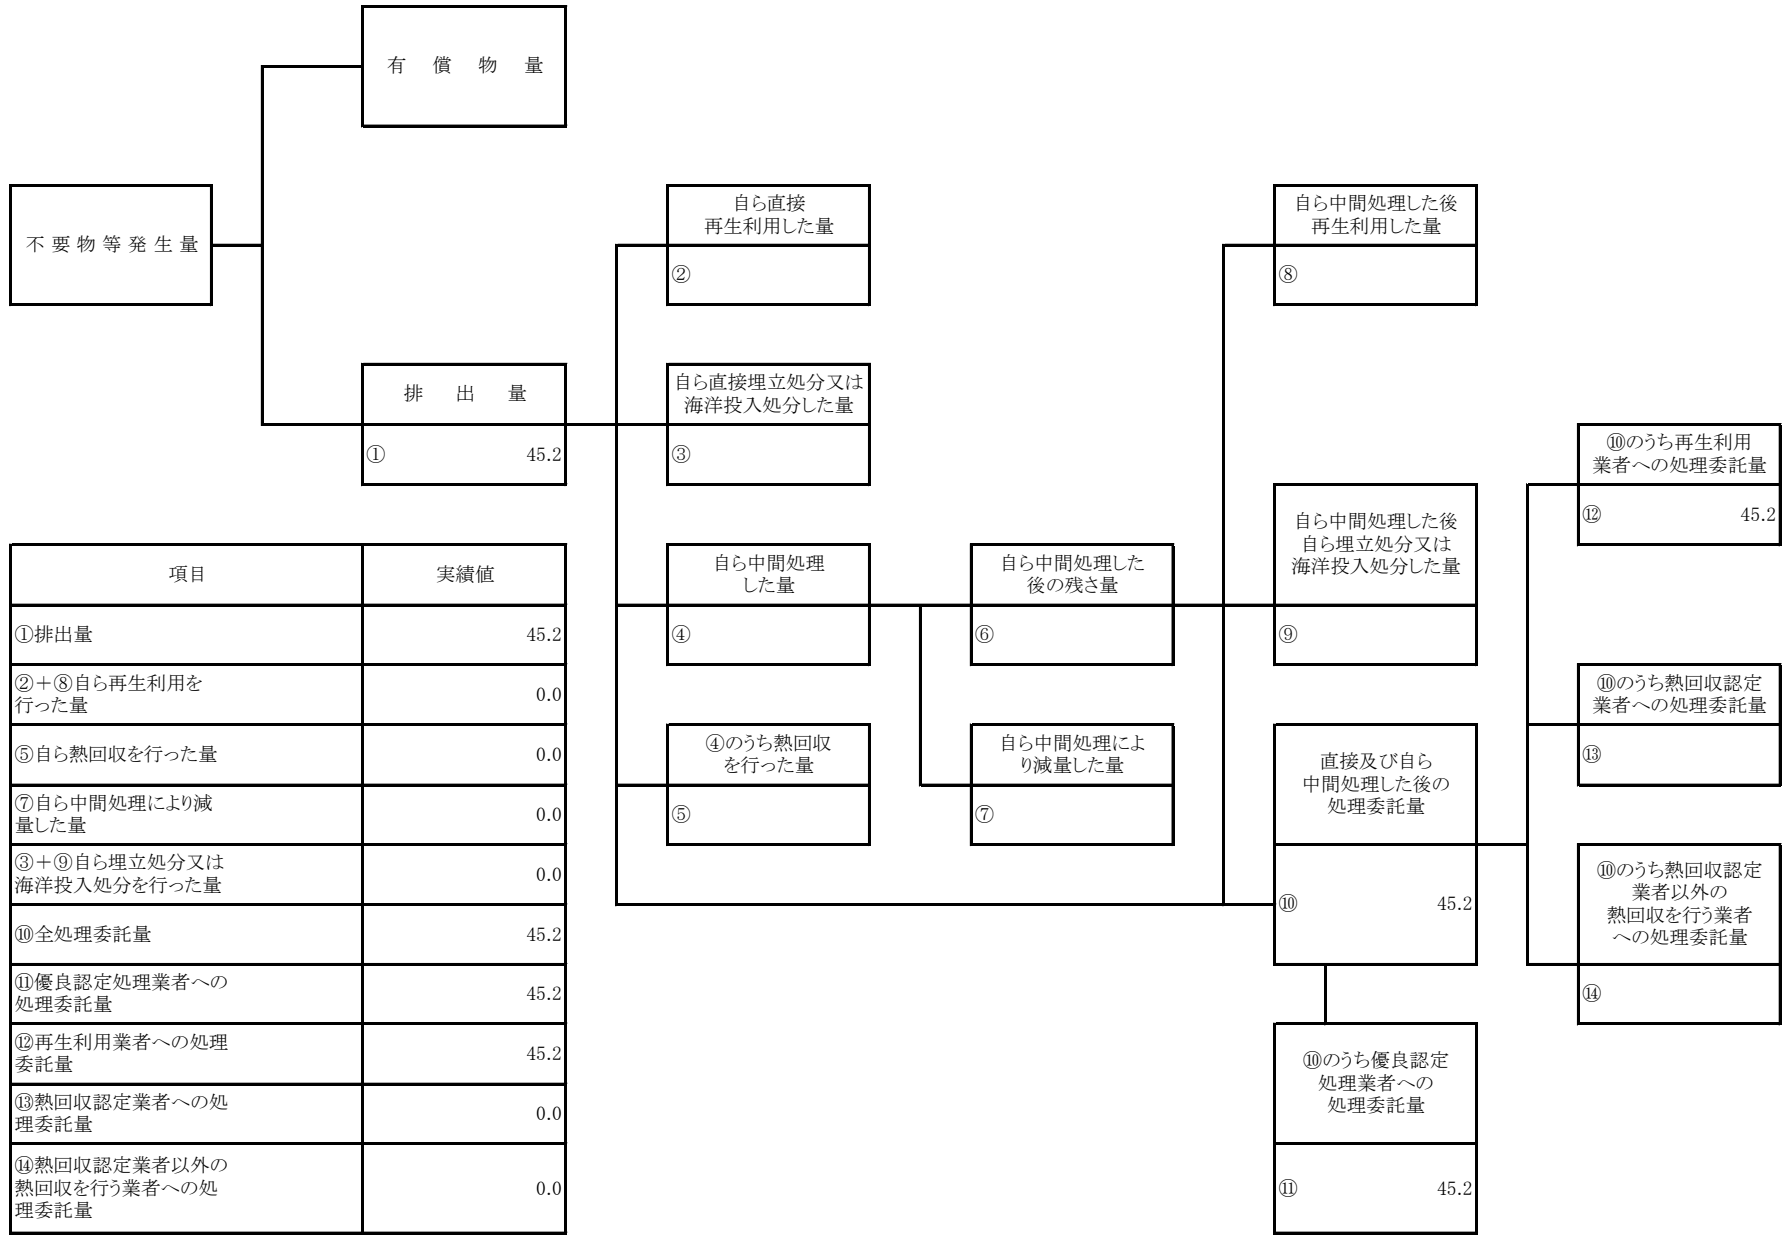 有償物量
不要物等発生量
自ら直接
再生利用した量
②
自ら中間処理した後
再生利用した量
⑧
排出量
① 45.2
自ら直接埋立処分又は
海洋投入処分した量
③
⑩のうち再生利用
業者への処理委託量
⑫ 45.2
自ら中間処理
した量
④
自ら中間処理した
後の残さ量
⑥
自ら中間処理した後
自ら埋立処分又は
海洋投入処分した量
⑨
⑩のうち熱回収認定
業者への処理委託量
⑬
④のうち熱回収
を行った量
⑤
自ら中間処理によ
り減量した量
⑦
直接及び自ら
中間処理した後の
処理委託量
⑩ 45.2
⑩のうち熱回収認定
業者以外の
熱回収を行う業者
への処理委託量
⑭
⑩のうち優良認定
処理業者への
処理委託量
⑪ 45.2
項目 実績値
①排出量 45.2
②+⑧自ら再生利用を
行った量 0.0
⑤自ら熱回収を行った量 0.0
⑦自ら中間処理により減
量した量 0.0
③+⑨自ら埋立処分又は
海洋投入処分を行った量 0.0
⑩全処理委託量 45.2
⑪優良認定処理業者への
処理委託量 45.2
⑫再生利用業者への処理
委託量 45.2
⑬熱回収認定業者への処
理委託量 0.0
⑭熱回収認定業者以外の
熱回収を行う業者への処
理委託量 0.0